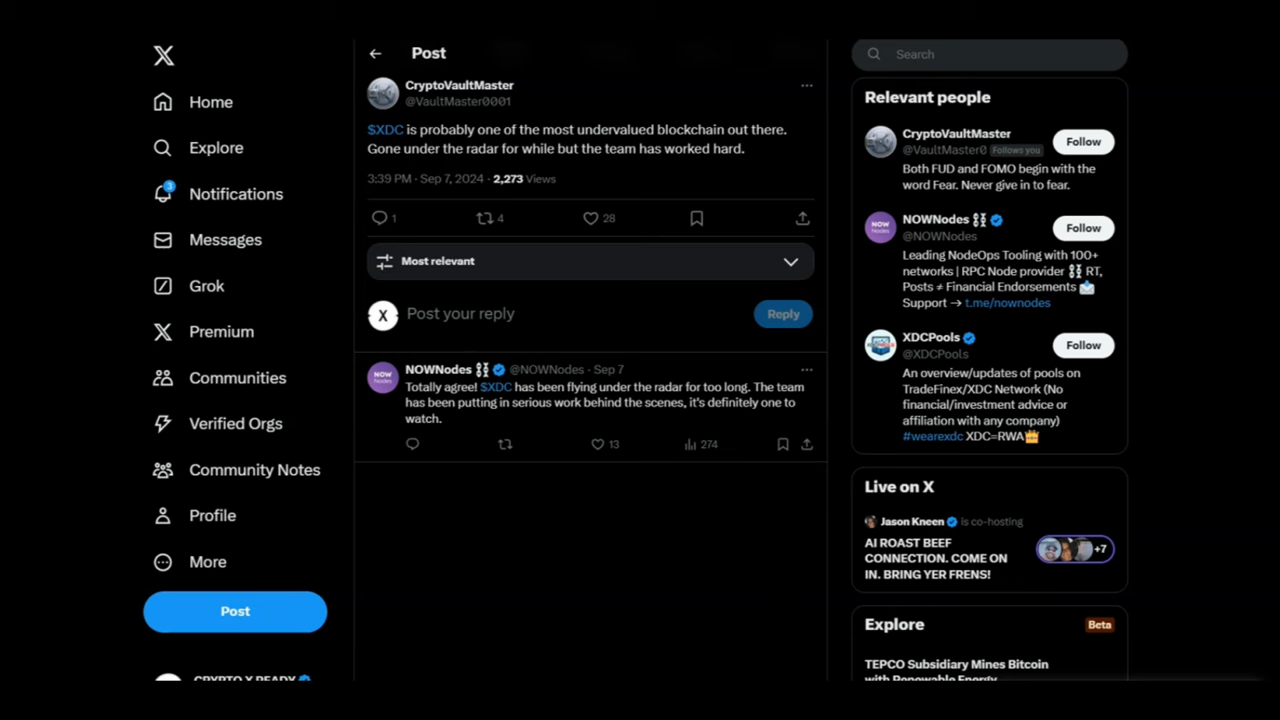 Home
Explore
3
Notifications
Messages
Grok
Premium
Communities
Verified Orgs
Community Notes
Profile
More
Post
CRYPTO X READY
Post
CryptoVaultMaster
@VaultMaster0001
$XDC is probably one of the most undervalued blockchain out there.
Gone under the radar for while but the team has worked hard.
3:39 PM · Sep 7, 2024 · 2,273 Views
1 4 28
Most relevant
X
Post your reply
Reply
NOW
Nodes
NOWNodes @NOWNodes · Sep 7
Totally agree! $XDC has been flying under the radar for too long. The team
has been putting in serious work behind the scenes, it's definitely one to
watch.
13 274
Search
Relevant people
CryptoVaultMaster
@VaultMaster0 Follows you
Follow
Both FUD and FOMO begin with the
word Fear. Never give in to fear.
NOW
Nodes
NOWNodes
@NOWNodes
Follow
Leading NodeOps Tooling with 100+
networks | RPC Node provider RT,
Posts ≠ Financial Endorsements
Support → t.me/nownodes
XDCPools
@XDCPools
Follow
An overview/updates of pools on
TradeFinex/XDC Network (No
financial/investment advice or
affiliation with any company)
#wearexdc XDC=RWA
Live on X
Jason Kneen is co-hosting
AI ROAST BEEF
CONNECTION. COME ON
IN. BRING YER FRENS!
+7
Explore
Beta
TEPCO Subsidiary Mines Bitcoin
with Renewable Energy